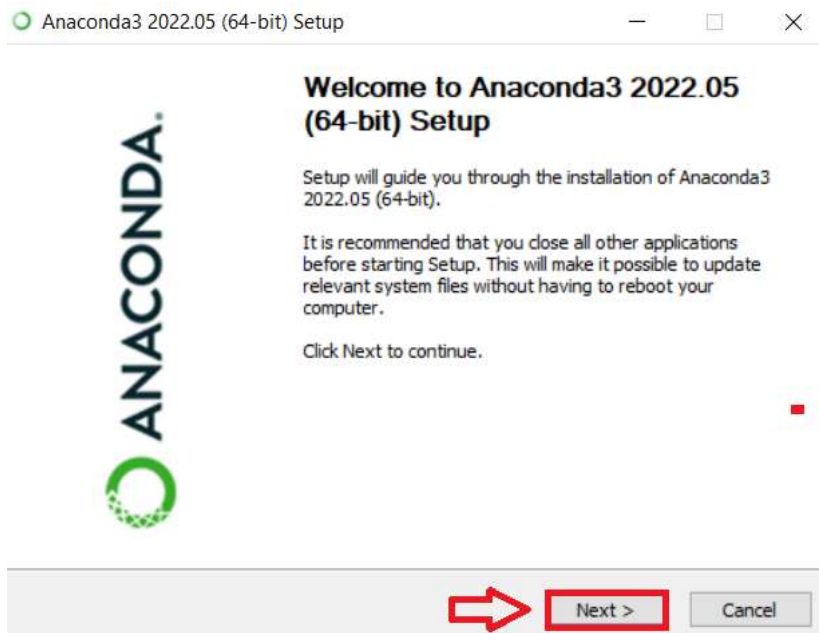 Anaconda3 2022.05 (64-bit) Setup
ANACONDA.
Welcome to Anaconda3 2022.05
(64-bit) Setup
Setup will guide you through the installation of Anaconda3
2022.05 (64-bit).
It is recommended that you close all other applications
before starting Setup. This will make it possible to update
relevant system files without having to reboot your
computer.
Click Next to continue.
Next >
Cancel